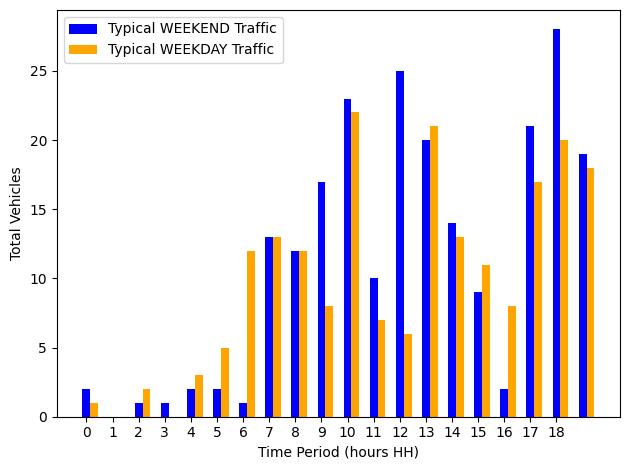 Typical WEEKEND Traffic
Typical WEEKDAY Traffic
Total Vehicles
25
20
15
10
5
0
0 1 2 3 4 5 6 7 8 9 10 11 12 13 14 15 16 17 18
Time Period (hours HH)